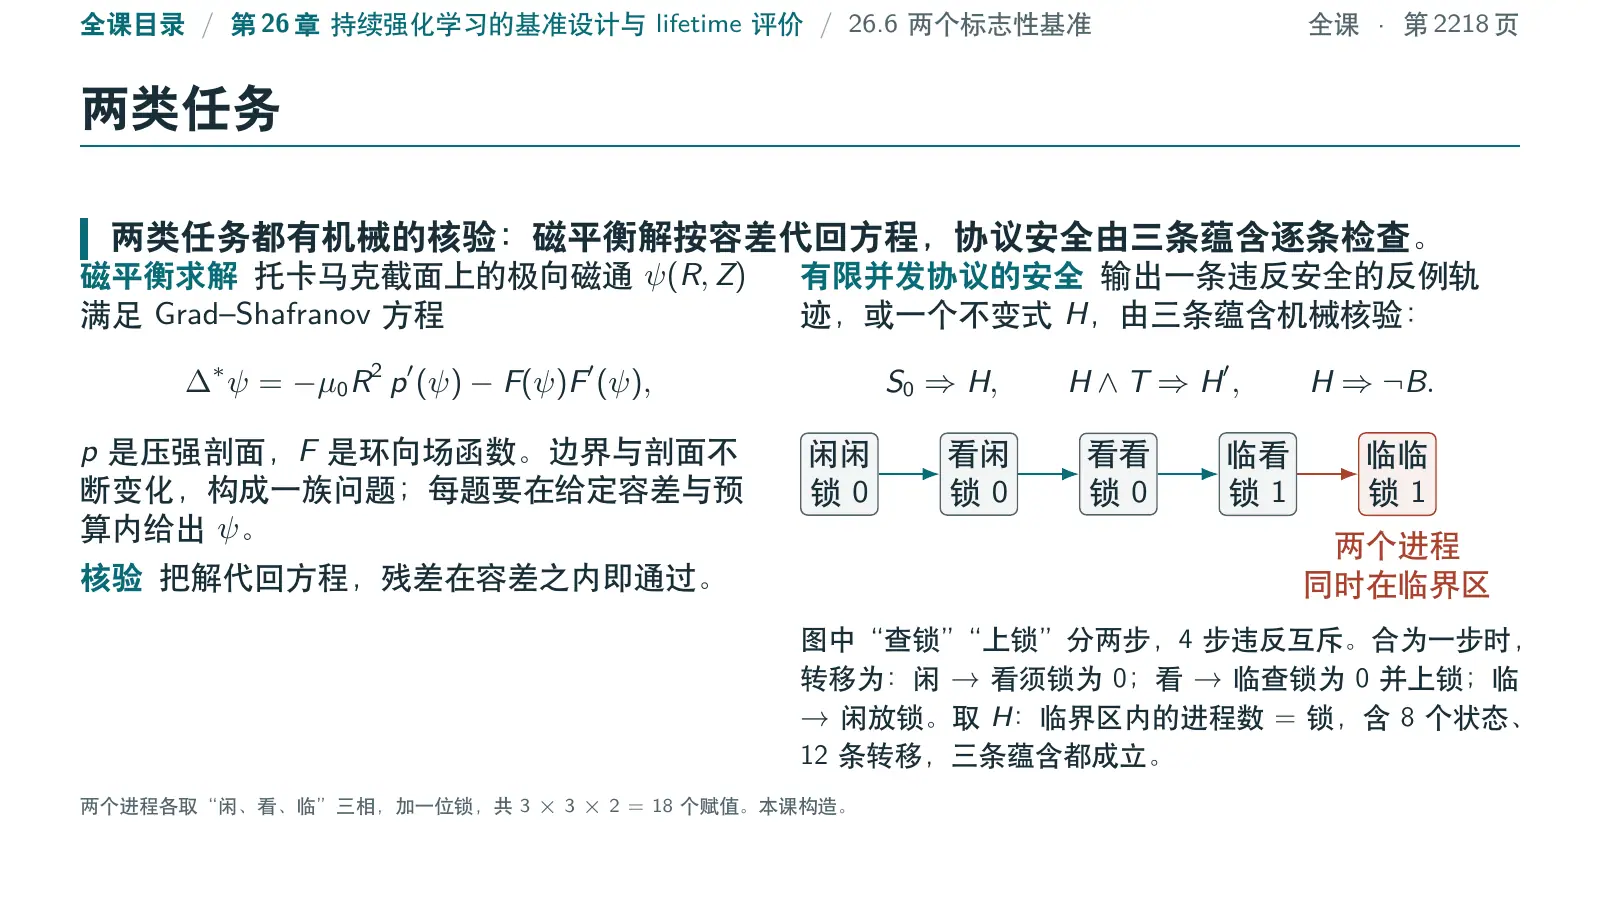 全课目录 / 第 26 章 持续强化学习的基准设计与 lifetime 评价 / 26.6 两个标志性基准
全课 · 第 2218 页
两类任务
两类任务都有机械的核验：磁平衡解按容差代回方程，协议安全由三条蕴含逐条检查。
磁平衡求解 托卡马克截面上的极向磁通 ψ(R, Z)
满足 Grad–Shafranov 方程
Δ*ψ = −μ₀R² p′(ψ) − F(ψ)F′(ψ),
p 是压强剖面，F 是环向场函数。边界与剖面不
断变化，构成一族问题；每题要在给定容差与预
算内给出 ψ。
核验 把解代回方程，残差在容差之内即通过。
有限并发协议的安全 输出一条违反安全的反例轨
迹，或一个不变式 H，由三条蕴含机械核验：
S₀ ⇒ H, H ∧ T ⇒ H′, H ⇒ ¬B.
闲闲 看闲 看看 临看 临临
锁 0 锁 0 锁 0 锁 1 锁 1
两个进程
同时在临界区
图中“查锁”“上锁”分两步，4 步违反互斥。合为一步时，
转移为：闲 → 看须锁为 0；看 → 临查锁为 0 并上锁；临
→ 闲放锁。取 H：临界区内的进程数 = 锁，含 8 个状态、
12 条转移，三条蕴含都成立。
两个进程各取“闲、看、临”三相，加一位锁，共 3 × 3 × 2 = 18 个赋值。本课构造。